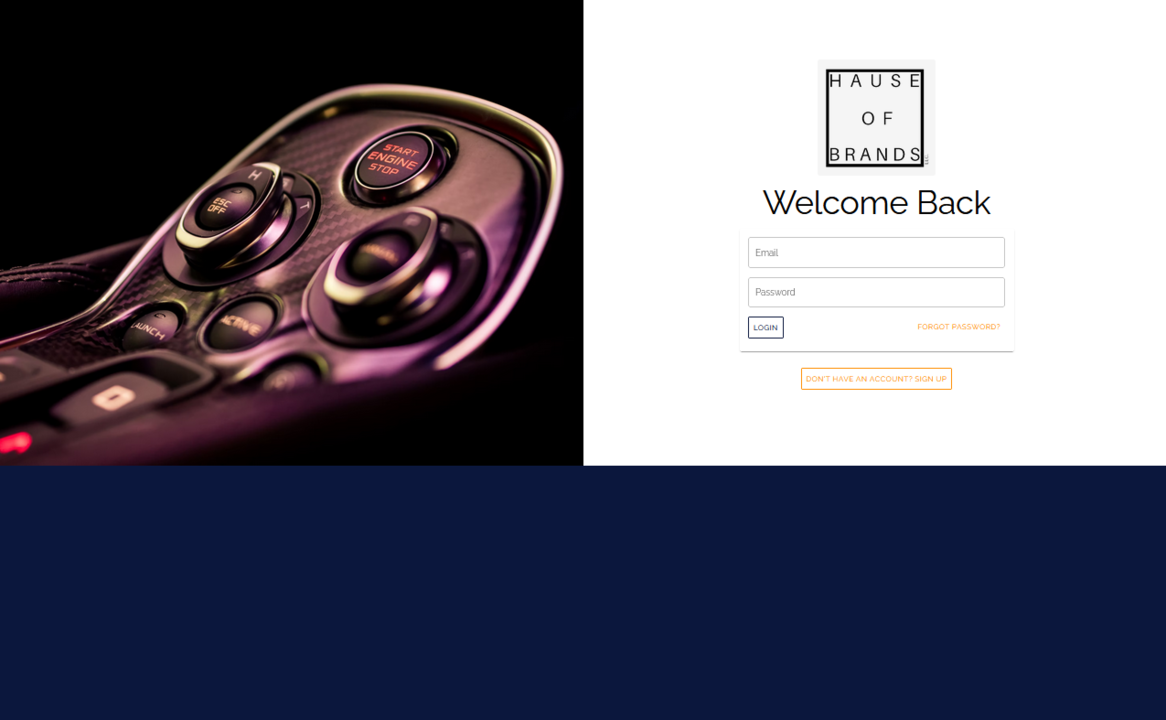 START
ENGINE
STOP
H
ESC
OFF
LAUNCH
ACTIVE
HAUSE
OF
BRANDS
Welcome Back
Email
Password
LOGIN
FORGOT PASSWORD?
DON'T HAVE AN ACCOUNT? SIGN UP